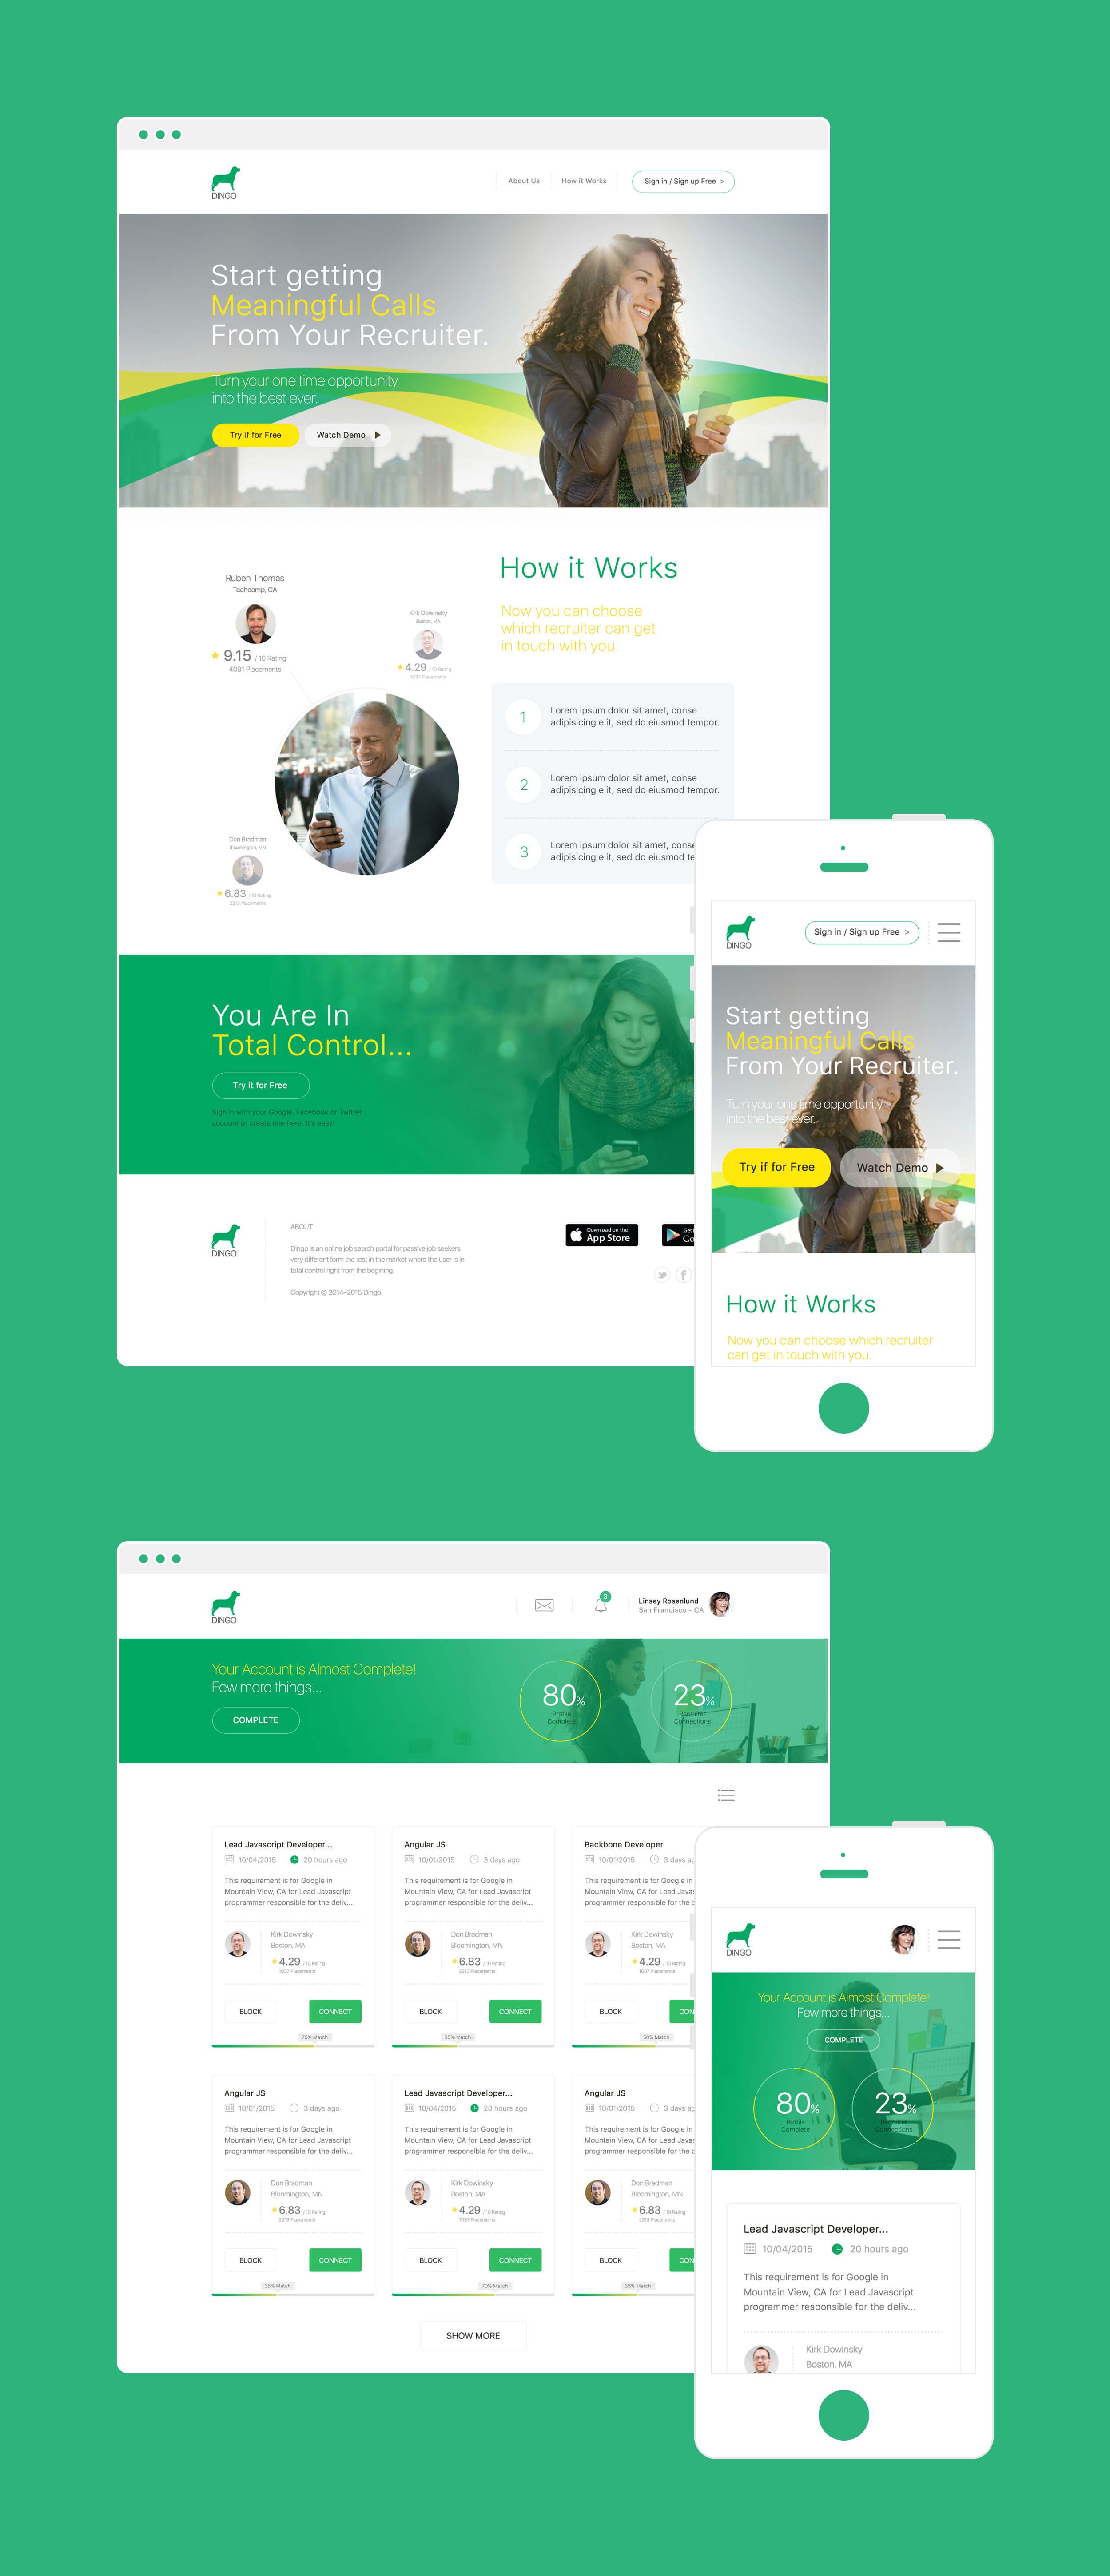 DINGO
About Us
How it Works
Sign in / Sign up Free >
Start getting
Meaningful Calls
From Your Recruiter.
Turn your one time opportunity
into the best ever.
Try if for Free
Watch Demo
Ruben Thomas
Techcomp, CA
9.15 / 10 Rating
4091 Placements
Kirk Dowinsky
Boston, MA
4.29 / 10 Rating
1037 Placements
Don Bradman
Bloomington, MN
6.83 / 10 Rating
2213 Placements
How it Works
Now you can choose
which recruiter can get
in touch with you.
1
Lorem ipsum dolor sit amet, conse
adipisicing elit, sed do eiusmod tempor.
2
Lorem ipsum dolor sit amet, conse
adipisicing elit, sed do eiusmod tempor.
3
Lorem ipsum dolor sit amet, cons
adipisicing elit, sed do eiusmod te
You Are In
Total Control...
Try it for Free
Sign in with your Google, Facebook or Twitter
account or create one here. It's easy!
DINGO
ABOUT
Dingo is an online job search portal for passive job seekers
very different form the rest in the market where the user is in
total control right from the begining.
Copyright © 2014–2015 Dingo.
Download on the
App Store
Get
Go
DINGO
Sign in / Sign up Free >
Start getting
Meaningful Calls
From Your Recruiter.
Turn your one time opportunity
into the best ever.
Try if for Free
Watch Demo
How it Works
Now you can choose which recruiter
can get in touch with you.
DINGO
3
Linsey Rosenlund
San Francisco - CA
Your Account is Almost Complete!
Few more things...
COMPLETE
80%
Profile
Complete
23%
Recruiter
Connections
Lead Javascript Developer...
10/04/2015
20 hours ago
This requirement is for Google in
Mountain View, CA for Lead Javascript
programmer responsible for the deliv...
Kirk Dowinsky
Boston, MA
4.29 / 10 Rating
1037 Placements
BLOCK
CONNECT
70% Match
Angular JS
10/01/2015
3 days ago
This requirement is for Google in
Mountain View, CA for Lead Javascript
programmer responsible for the deliv...
Don Bradman
Bloomington, MN
6.83 / 10 Rating
2213 Placements
BLOCK
CONNECT
35% Match
Backbone Developer
10/01/2015
3 days ag
This requirement is for Google in
Mountain View, CA for Lead Javas
programmer responsible for the d
Kirk Dowinsky
Boston, MA
4.29 / 10 Rating
1037 Placements
BLOCK
CON
60% Match
Angular JS
10/01/2015
3 days ago
This requirement is for Google in
Mountain View, CA for Lead Javascript
programmer responsible for the deliv...
Don Bradman
Bloomington, MN
6.83 / 10 Rating
2213 Placements
BLOCK
CONNECT
35% Match
Lead Javascript Developer...
10/04/2015
20 hours ago
This requirement is for Google in
Mountain View, CA for Lead Javascript
programmer responsible for the deliv...
Kirk Dowinsky
Boston, MA
4.29 / 10 Rating
1037 Placements
BLOCK
CONNECT
70% Match
Angular JS
10/01/2015
3 days ag
This requirement is for Google in
Mountain View, CA for Lead Javas
programmer responsible for the d
Don Bradman
Bloomington, MN
6.83 / 10 Rating
2213 Placements
BLOCK
CON
35% Match
SHOW MORE
DINGO
Your Account is Almost Complete!
Few more things...
COMPLETE
80%
Profile
Complete
23%
Recruiter
Connections
Lead Javascript Developer...
10/04/2015
20 hours ago
This requirement is for Google in
Mountain View, CA for Lead Javascript
programmer responsible for the deliv...
Kirk Dowinsky
Boston, MA